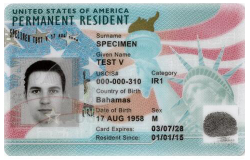 UNITED STATES OF AMERICA
PERMANENT RESIDENT
Surname
SPECIMEN
Given Name
TEST V
USCIS# Category
000-000-310 IR1
Country of Birth
Bahamas
Date of Birth Sex
17 AUG 1958 M
Card Expires: 03/07/28
Resident Since: 01/01/18